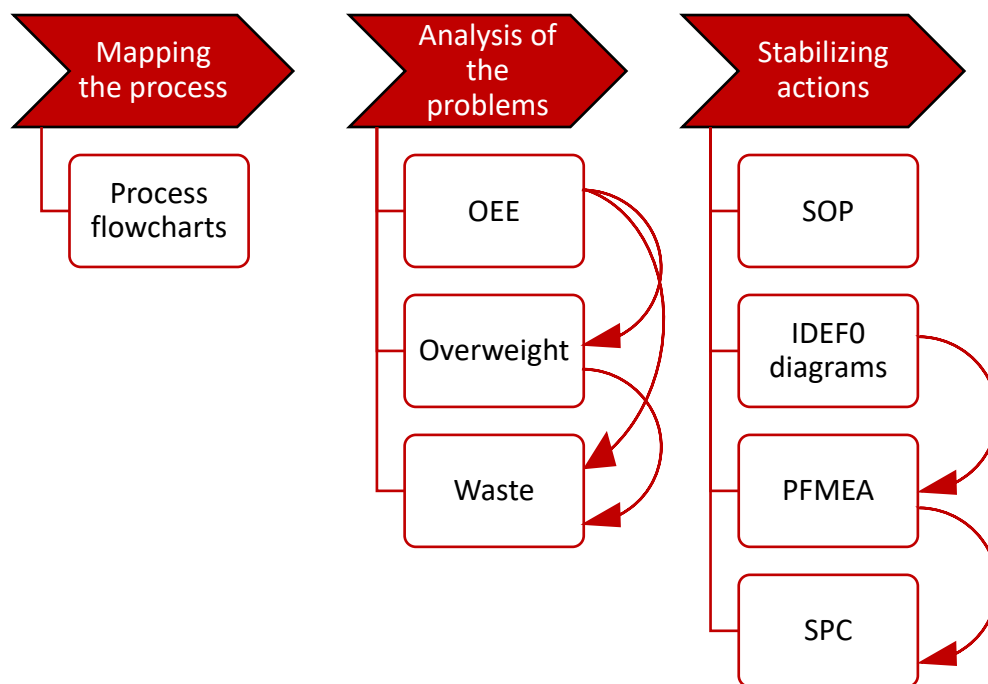 Mapping
the process
Process
flowcharts
Analysis of
the
problems
OEE
Overweight
Waste
Stabilizing
actions
SOP
IDEF0
diagrams
PFMEA
SPC